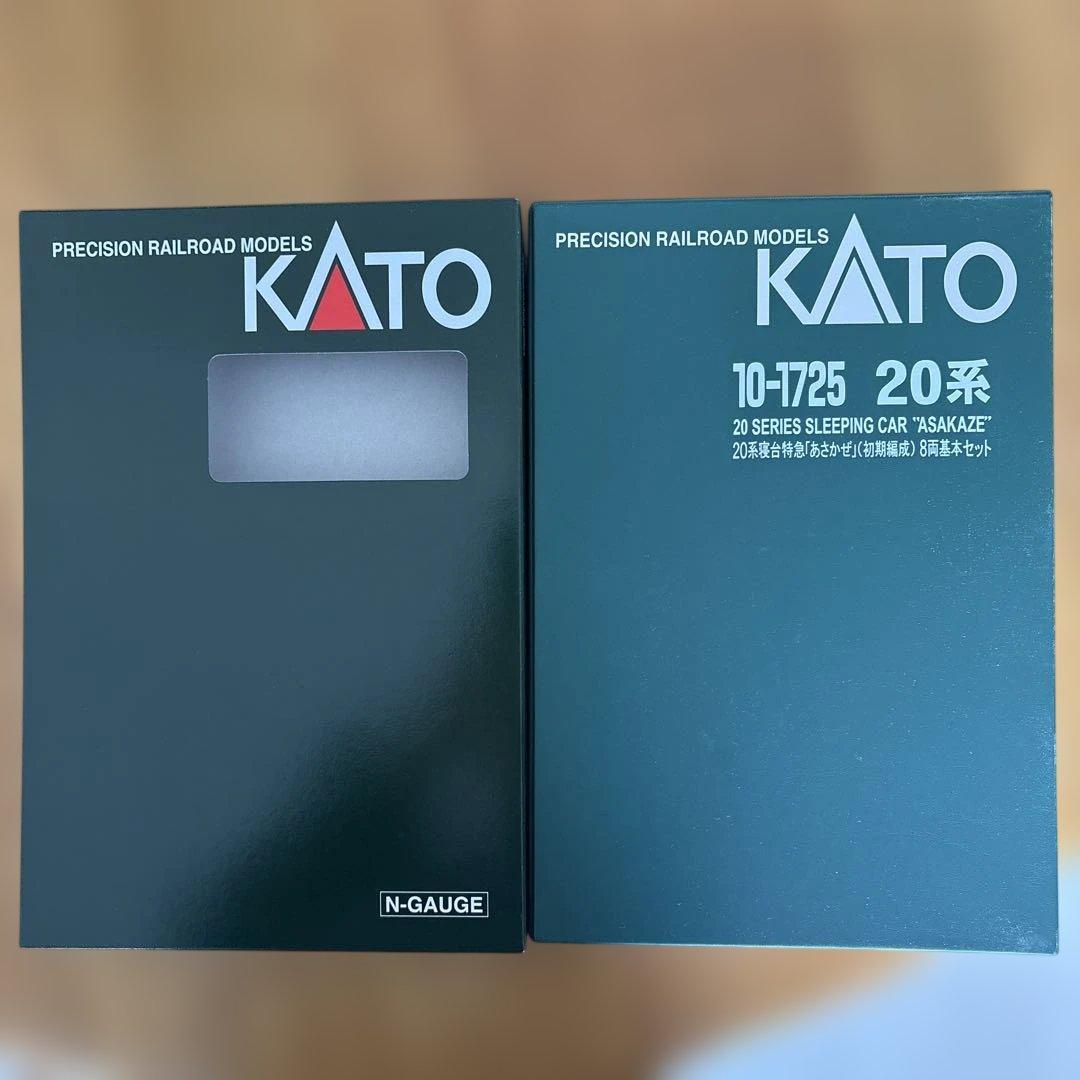 PRECISION RAILROAD MODELS
KATO
N-GAUGE
PRECISION RAILROAD MODELS
KATO
10-1725 20系
20 SERIES SLEEPING CAR "ASAKAZE"
20系寝台特急「あさかぜ」(初期編成) 8両基本セット